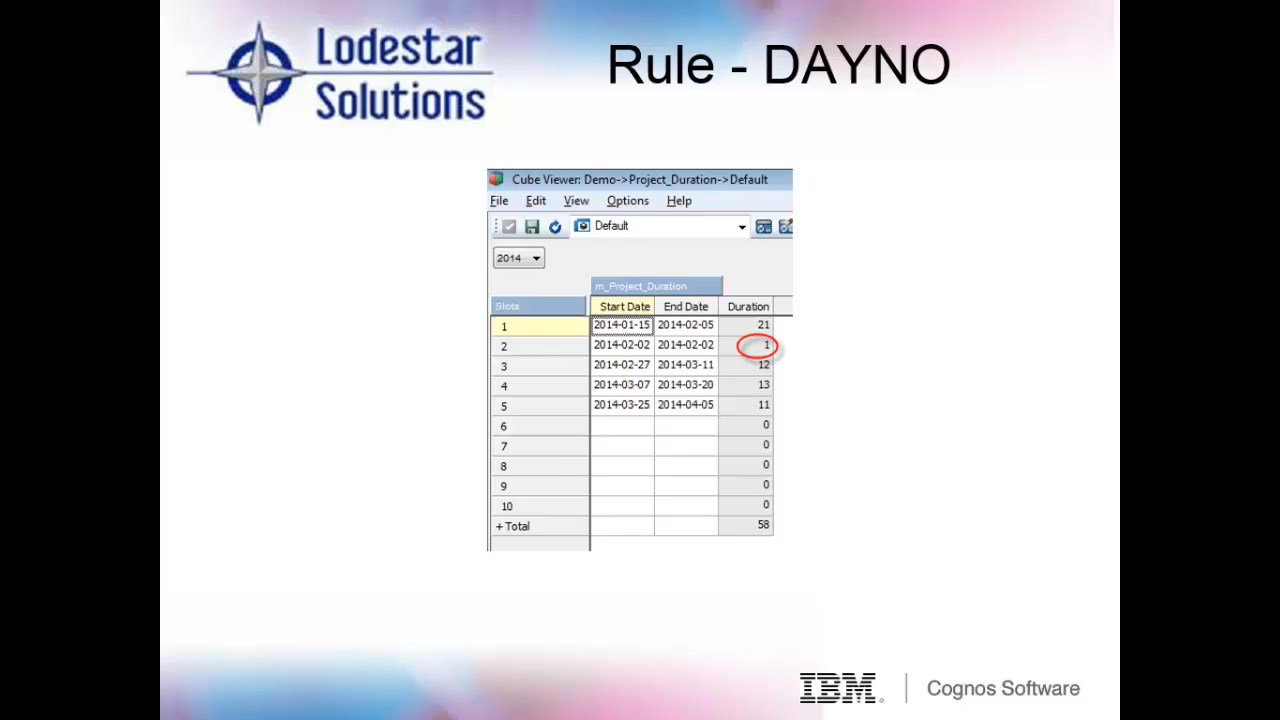 Lodestar
Solutions
Rule - DAYNO
Cube Viewer: Demo->Project_Duration->Default
File Edit View Options Help
Default
2014
m_Project_Duration
Slots Start Date End Date Duration
1 2014-01-15 2014-02-05 21
2 2014-02-02 2014-02-02 1
3 2014-02-27 2014-03-11 12
4 2014-03-07 2014-03-20 13
5 2014-03-25 2014-04-05 11
6 0
7 0
8 0
9 0
10 0
+ Total 58
IBM. Cognos Software